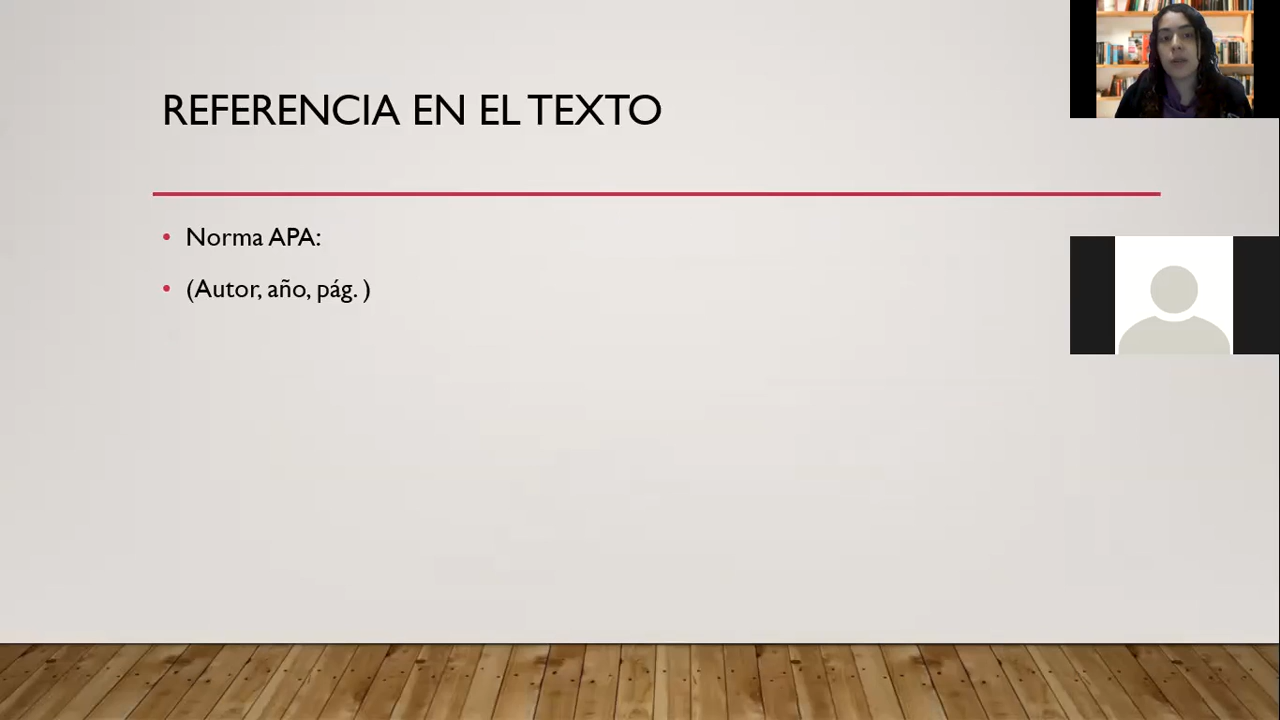 REFERENCIA EN EL TEXTO
Norma APA:
(Autor, año, pág. )